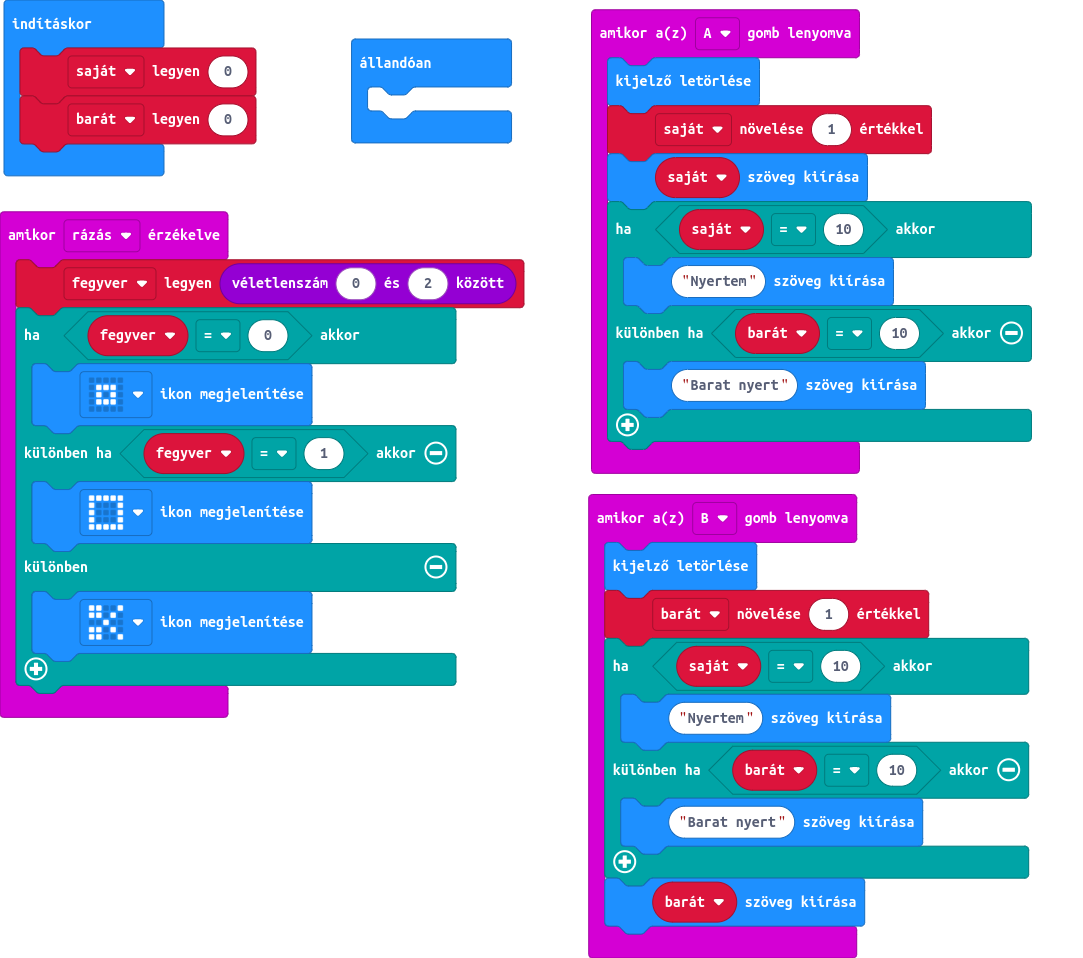 indításkor
saját legyen 0
barát legyen 0
állandóan
amikor rázás érzékelve
fegyver legyen véletlenszám 0 és 2 között
ha fegyver = 0 akkor
ikon megjelenítése
különben ha fegyver = 1 akkor
ikon megjelenítése
különben
ikon megjelenítése
amikor a(z) A gomb lenyomva
kijelző letörlése
saját növelése 1 értékkel
saját szöveg kiírása
ha saját = 10 akkor
"Nyertem" szöveg kiírása
különben ha barát = 10 akkor
"Barat nyert" szöveg kiírása
amikor a(z) B gomb lenyomva
kijelző letörlése
barát növelése 1 értékkel
ha saját = 10 akkor
"Nyertem" szöveg kiírása
különben ha barát = 10 akkor
"Barat nyert" szöveg kiírása
barát szöveg kiírása